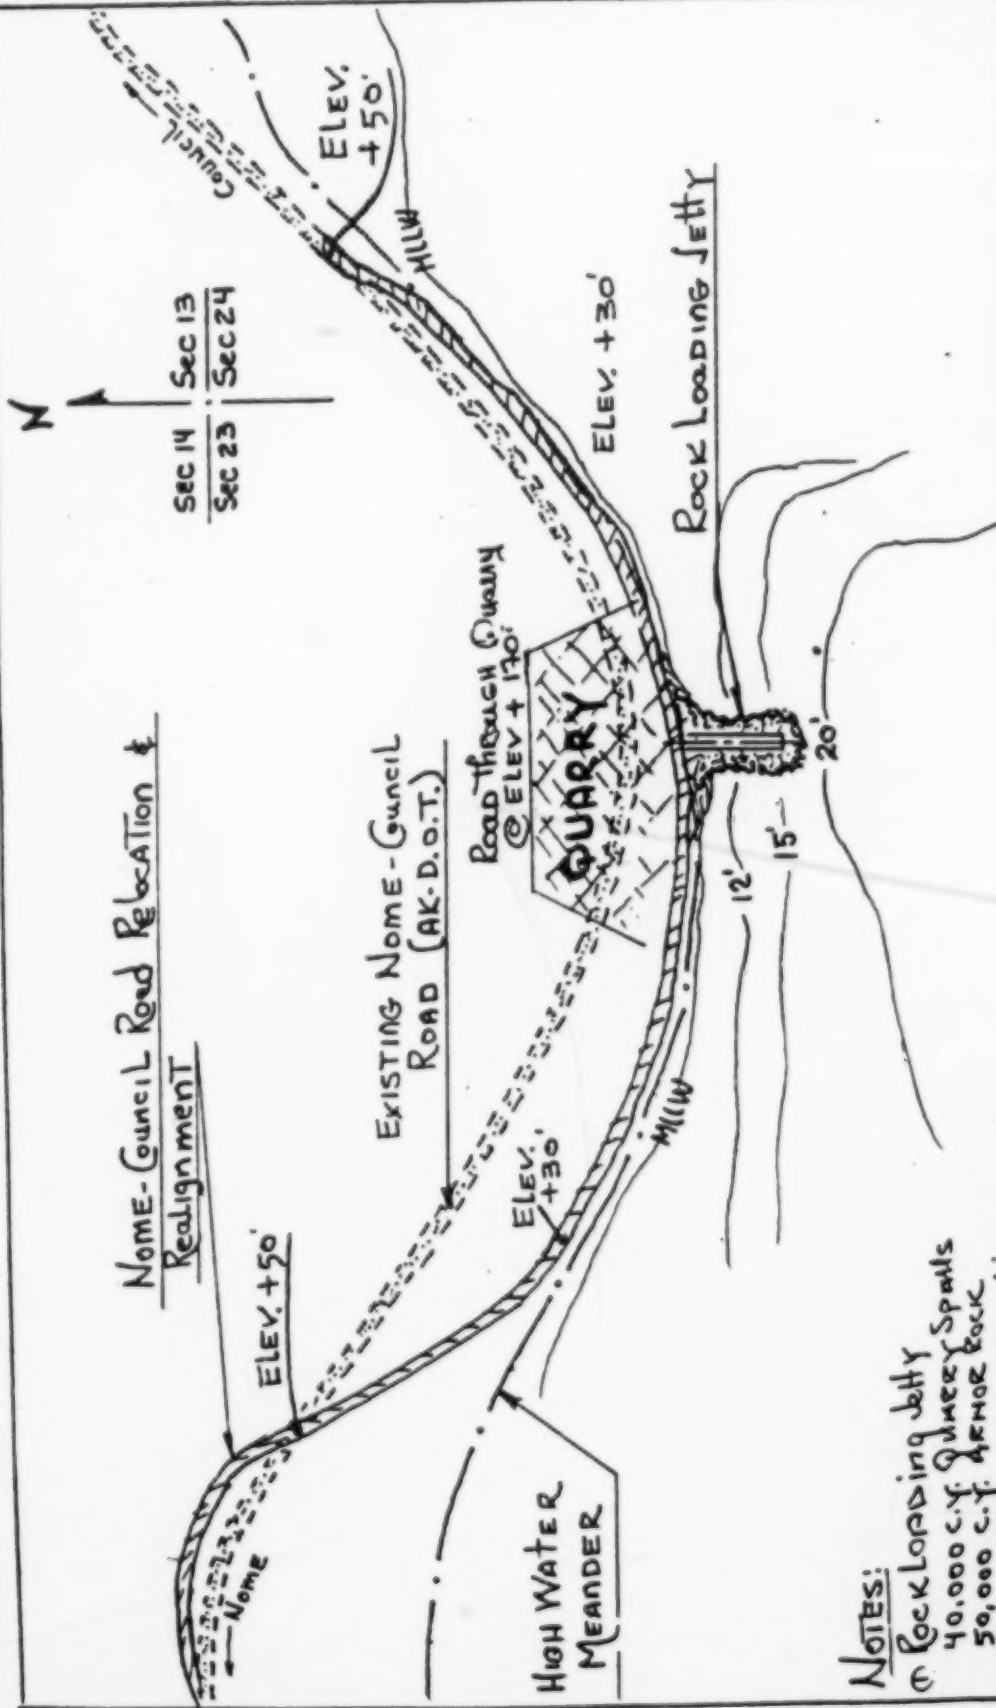 N
Sec 14 Sec 13
Sec 23 Sec 24
Council
ELEV.
+50'
MLLW
Nome-Council Road Relocation &
Realignment
ELEV. +50'
Nome
EXISTING NOME-Council
ROAD (AK-D.O.T.)
Road through Quarry
@ ELEV + 170'
QUARRY
ELEV. +30'
ELEV.
+30'
MLLW
Rock LOADING JETTY
HIGH WATER
MEANDER
12'
15'
20'
NOTES:
① ROCK LOADING Jetty
40,000 C.Y. QUARRY Spalls
50,000 C.Y. ARMOR ROCK